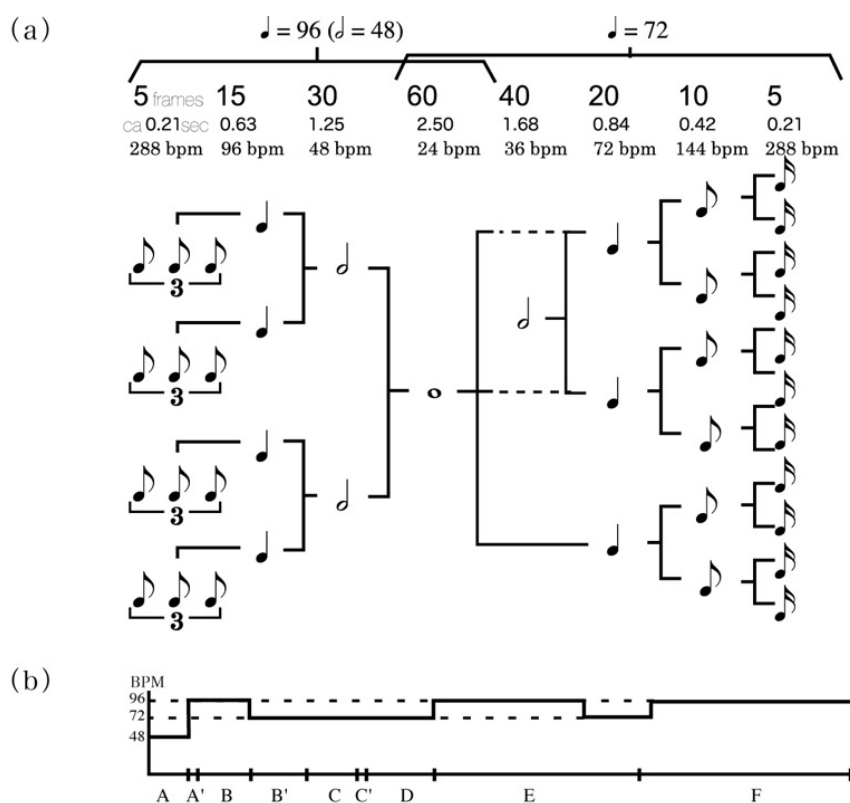 (a)
♩ = 96 (𝅗𝅥 = 48)
♩ = 72
5 frames 15 30 60 40 20 10 5
ca 0.21sec 0.63 1.25 2.50 1.68 0.84 0.42 0.21
288 bpm 96 bpm 48 bpm 24 bpm 36 bpm 72 bpm 144 bpm 288 bpm
3
3
3
3
(b)
BPM
96
72
48
A A' B B' C C' D E F